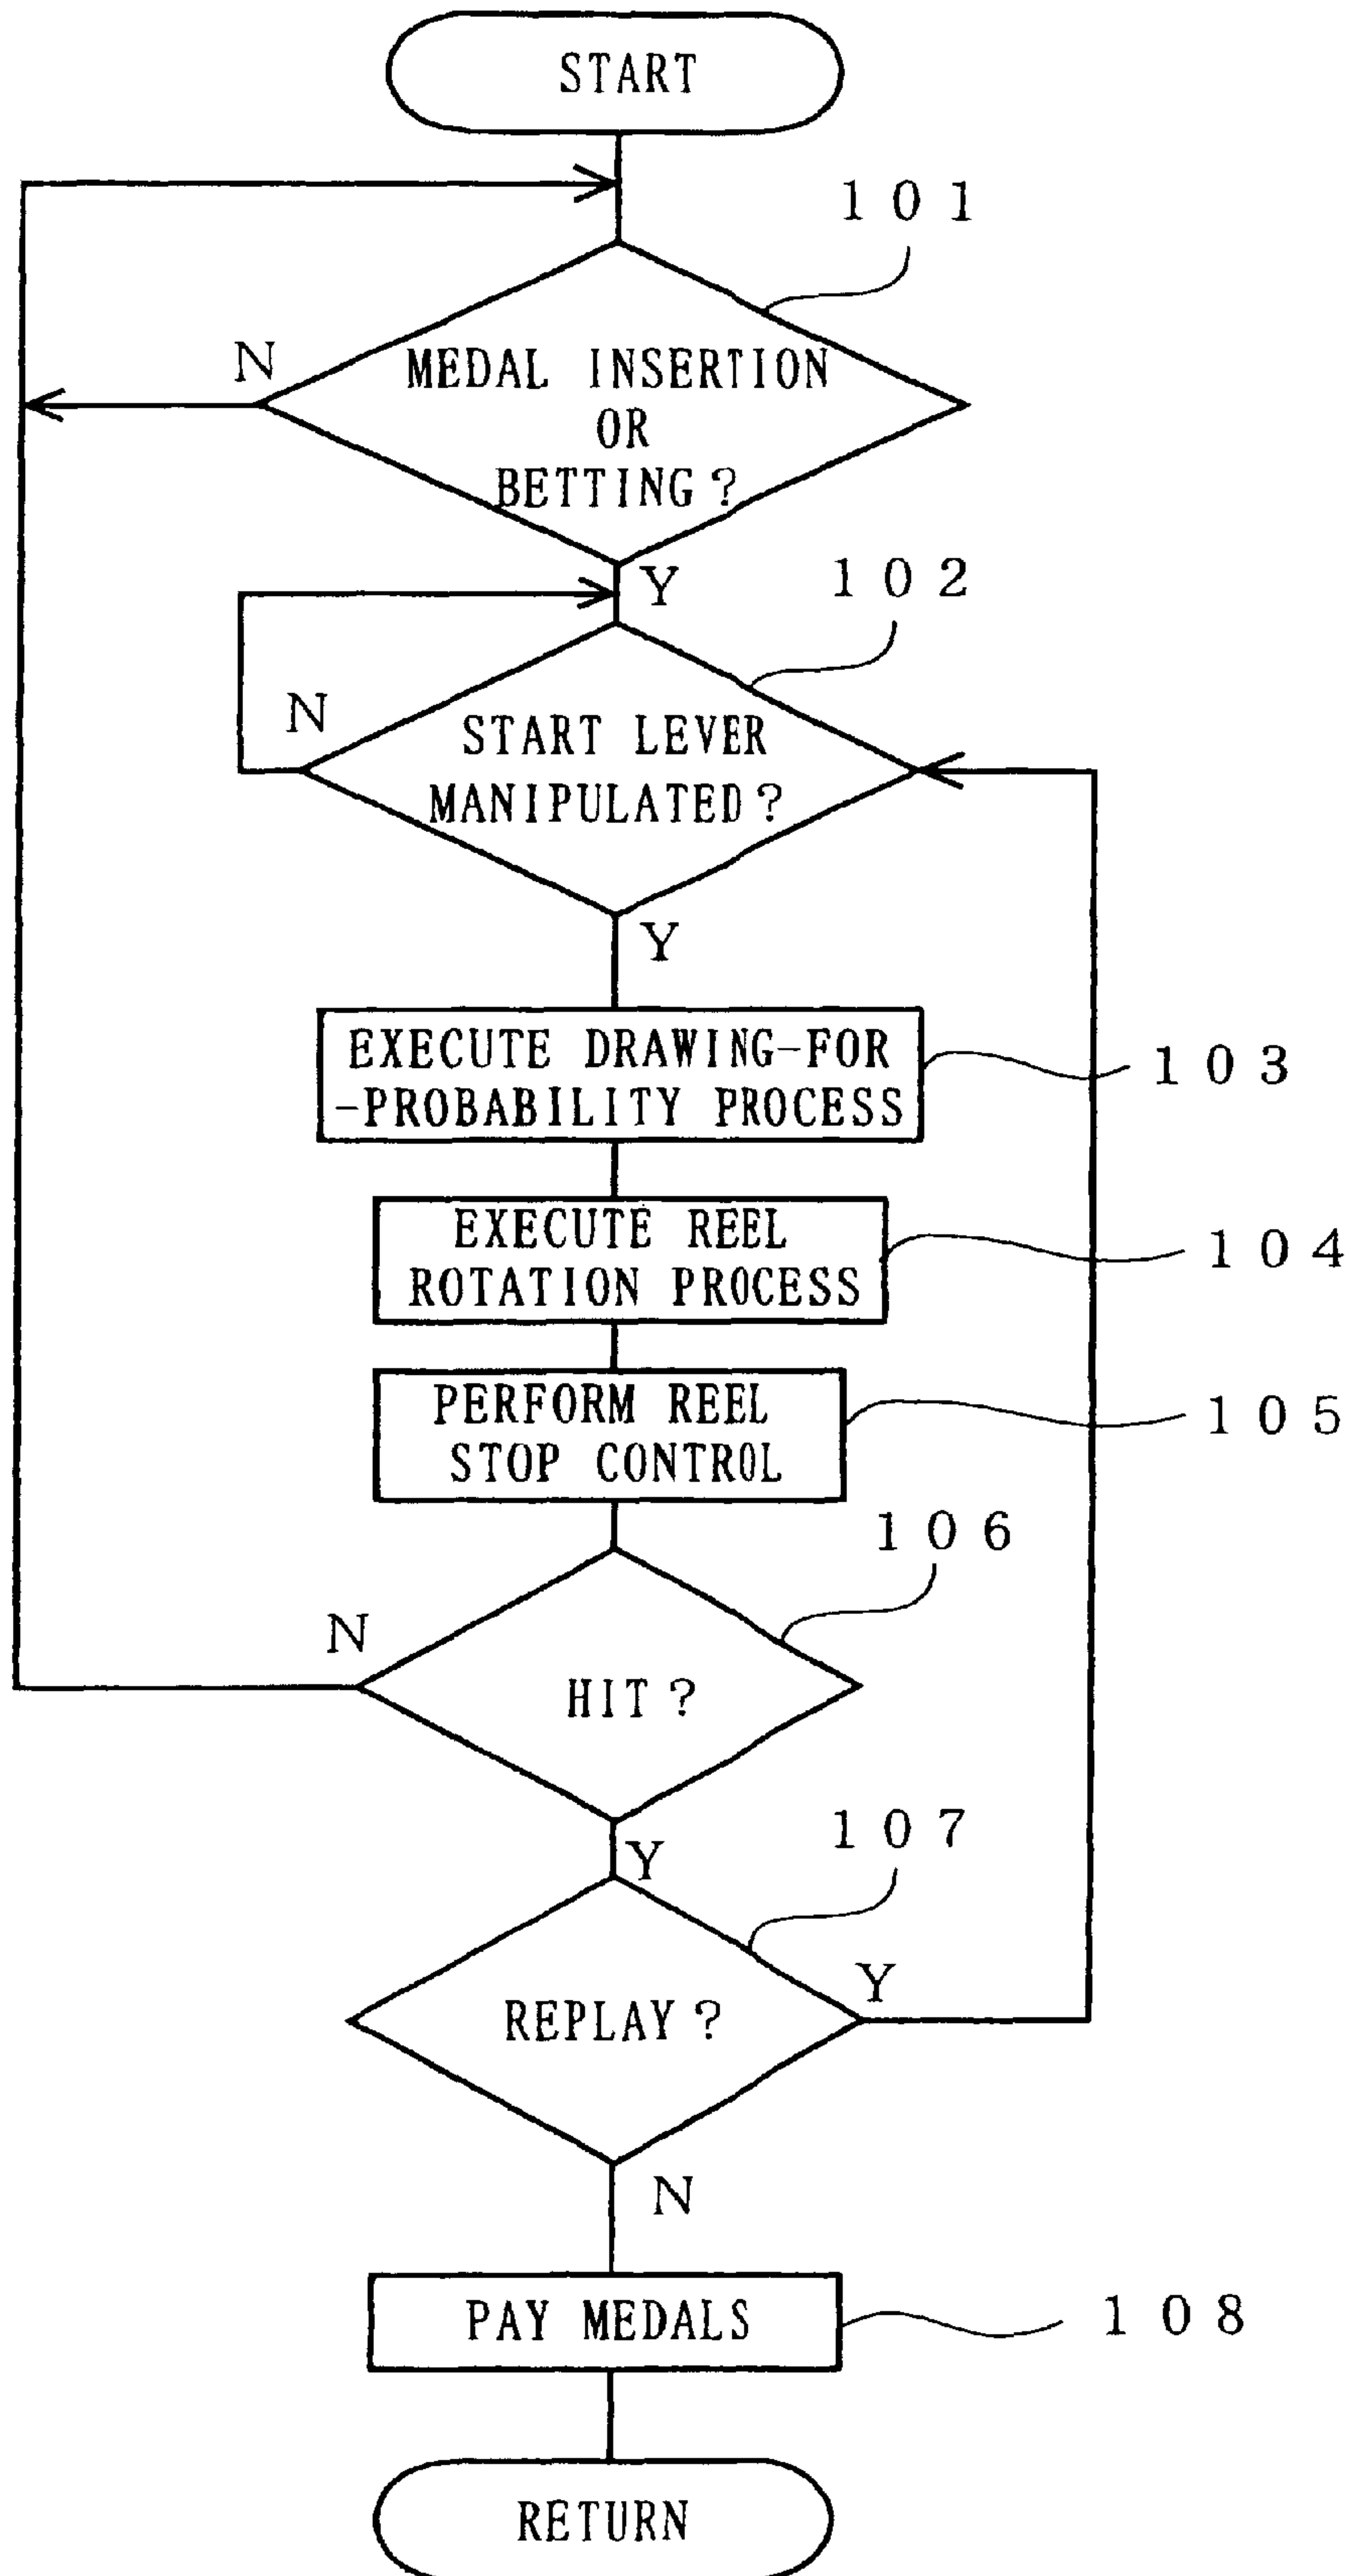 START
１０１
N
MEDAL INSERTION
OR
BETTING?
Y
１０２
N
START LEVER
MANIPULATED?
Y
EXECUTE DRAWING-FOR
-PROBABILITY PROCESS
１０３
EXECUTE REEL
ROTATION PROCESS
１０４
PERFORM REEL
STOP CONTROL
１０５
１０６
N
HIT?
Y
１０７
REPLAY?
Y
N
PAY MEDALS
１０８
RETURN